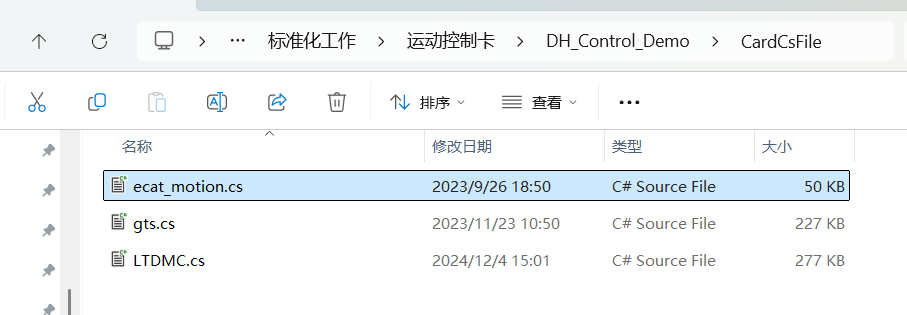 … 标准化工作 运动控制卡 DH_Control_Demo CardCsFile
排序 查看 …
名称 修改日期 类型 大小
ecat_motion.cs 2023/9/26 18:50 C# Source File 50 KB
gts.cs 2023/11/23 10:50 C# Source File 227 KB
LTDMC.cs 2024/12/4 15:01 C# Source File 277 KB